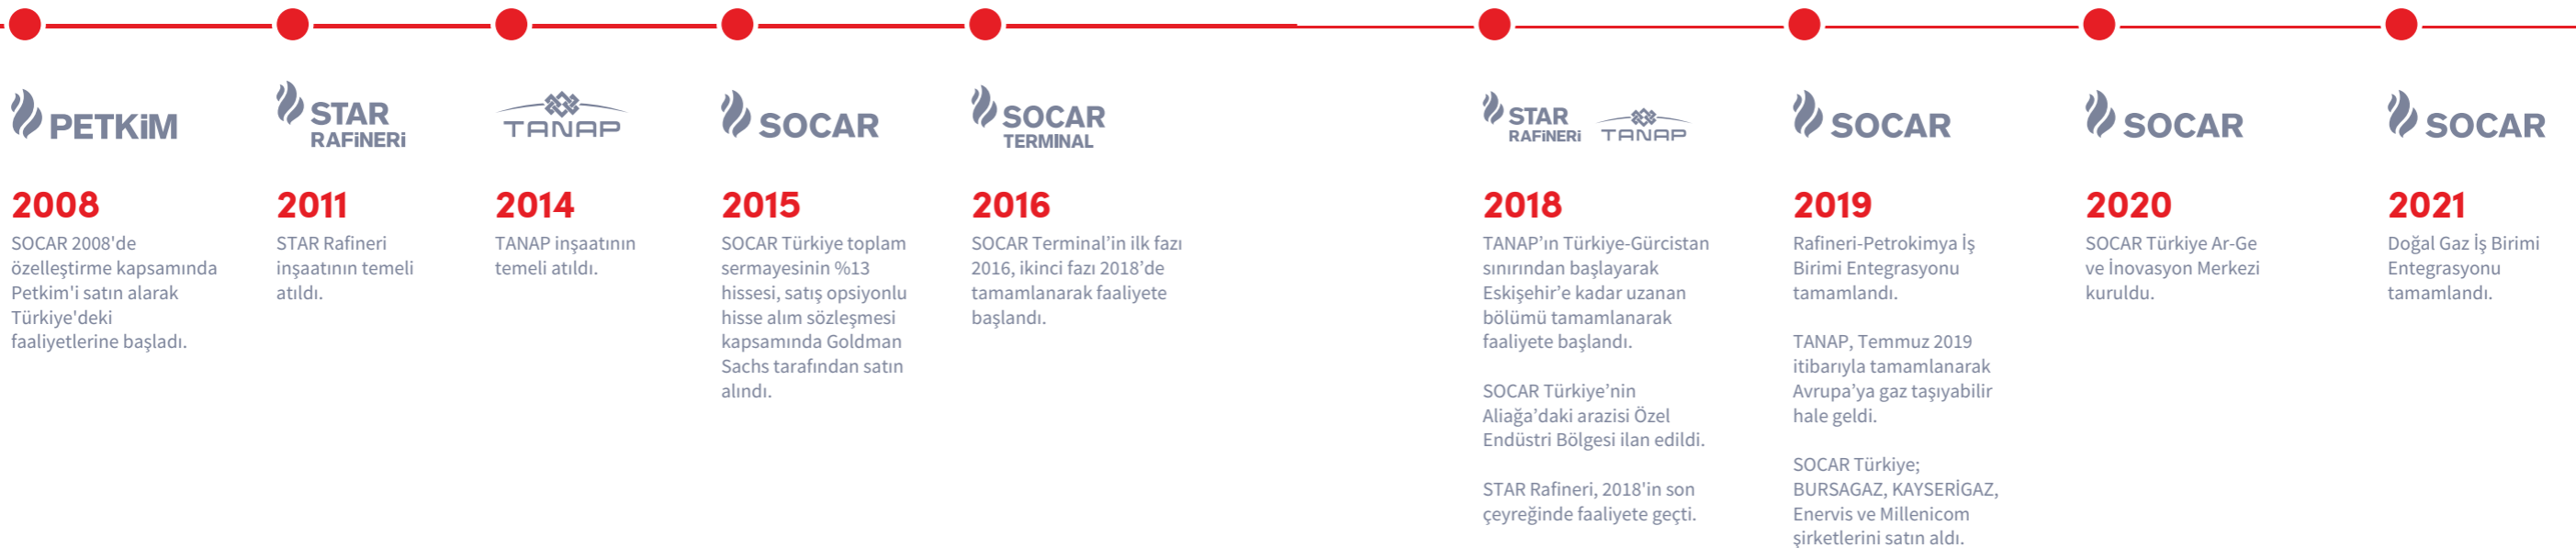 PETKiM
2008
SOCAR 2008'de
özelleştirme kapsamında
Petkim'i satın alarak
Türkiye'deki
faaliyetlerine başladı.
STAR
RAFiNERi
2011
STAR Rafineri
inşaatının temeli
atıldı.
TANAP
2014
TANAP inşaatının
temeli atıldı.
SOCAR
2015
SOCAR Türkiye toplam
sermayesinin %13
hissesi, satış opsiyonlu
hisse alım sözleşmesi
kapsamında Goldman
Sachs tarafından satın
alındı.
SOCAR
TERMINAL
2016
SOCAR Terminal’in ilk fazı
2016, ikinci fazı 2018’de
tamamlanarak faaliyete
başlandı.
STAR
RAFiNERi
TANAP
2018
TANAP’ın Türkiye-Gürcistan
sınırından başlayarak
Eskişehir’e kadar uzanan
bölümü tamamlanarak
faaliyete başlandı.
SOCAR Türkiye’nin
Aliağa’daki arazisi Özel
Endüstri Bölgesi ilan edildi.
STAR Rafineri, 2018'in son
çeyreğinde faaliyete geçti.
SOCAR
2019
Rafineri-Petrokimya İş
Birimi Entegrasyonu
tamamlandı.
TANAP, Temmuz 2019
itibarıyla tamamlanarak
Avrupa’ya gaz taşıyabilir
hale geldi.
SOCAR Türkiye;
BURSAGAZ, KAYSERİGAZ,
Enervis ve Millenicom
şirketlerini satın aldı.
SOCAR
2020
SOCAR Türkiye Ar-Ge
ve İnovasyon Merkezi
kuruldu.
SOCAR
2021
Doğal Gaz İş Birimi
Entegrasyonu
tamamlandı.